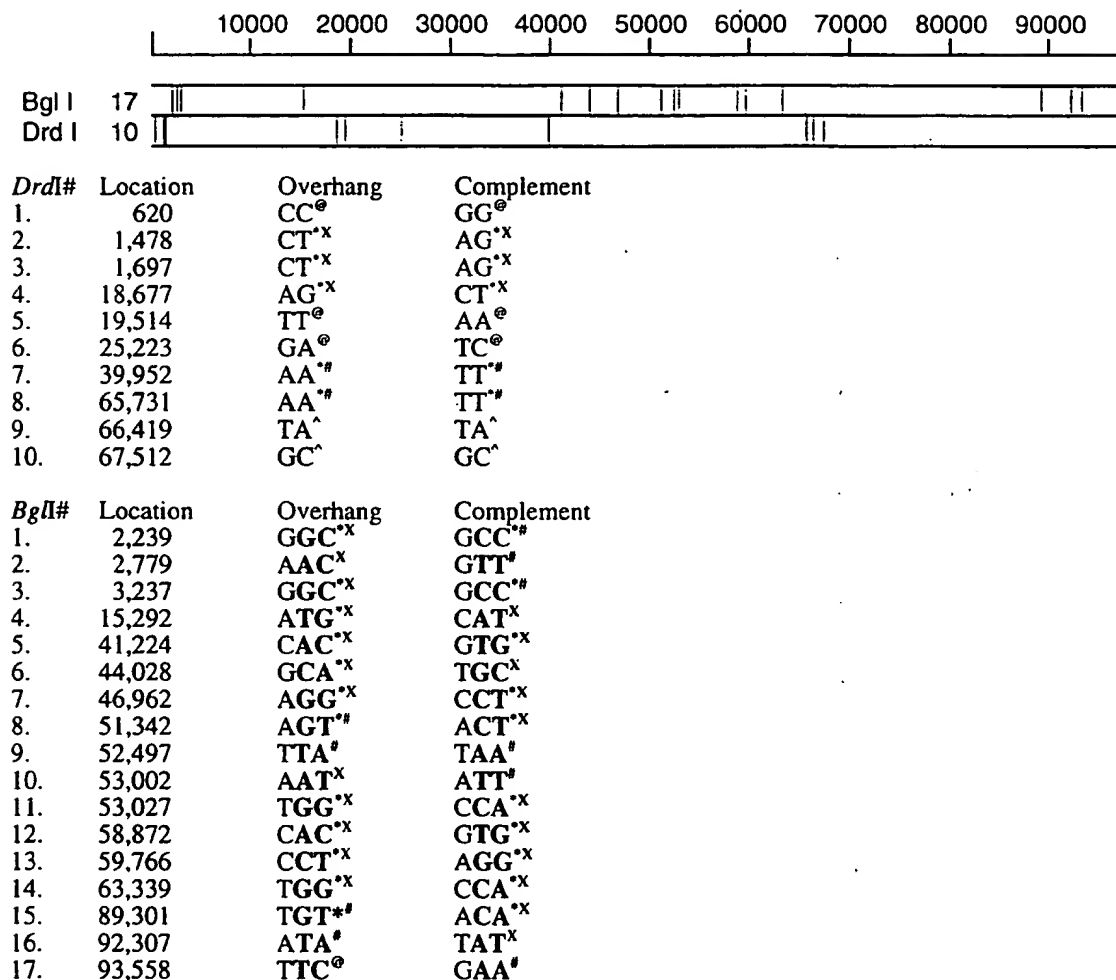 10000 20000 30000 40000 50000 60000 70000 80000 90000
Bgl I 17
Drd I 10
DrdI# Location Overhang Complement
1. 620 CC@ GG@
2. 1,478 CT*X AG*X
3. 1,697 CT*X AG*X
4. 18,677 AG*X CT*X
5. 19,514 TT@ AA@
6. 25,223 GA@ TC@
7. 39,952 AA*# TT*#
8. 65,731 AA*# TT*#
9. 66,419 TA^ TA^
10. 67,512 GC^ GC^
BglI# Location Overhang Complement
1. 2,239 GGC*X GCC*#
2. 2,779 AACX GTT#
3. 3,237 GGC*X GCC*#
4. 15,292 ATG*X CATX
5. 41,224 CAC*X GTG*X
6. 44,028 GCA*X TGCX
7. 46,962 AGG*X CCT*X
8. 51,342 AGT*# ACT*X
9. 52,497 TTA# TAA#
10. 53,002 AATX ATT#
11. 53,027 TGG*X CCA*X
12. 58,872 CAC*X GTG*X
13. 59,766 CCT*X AGG*X
14. 63,339 TGG*X CCA*X
15. 89,301 TGT*# ACA*X
16. 92,307 ATA# TATX
17. 93,558 TTC@ GAA#